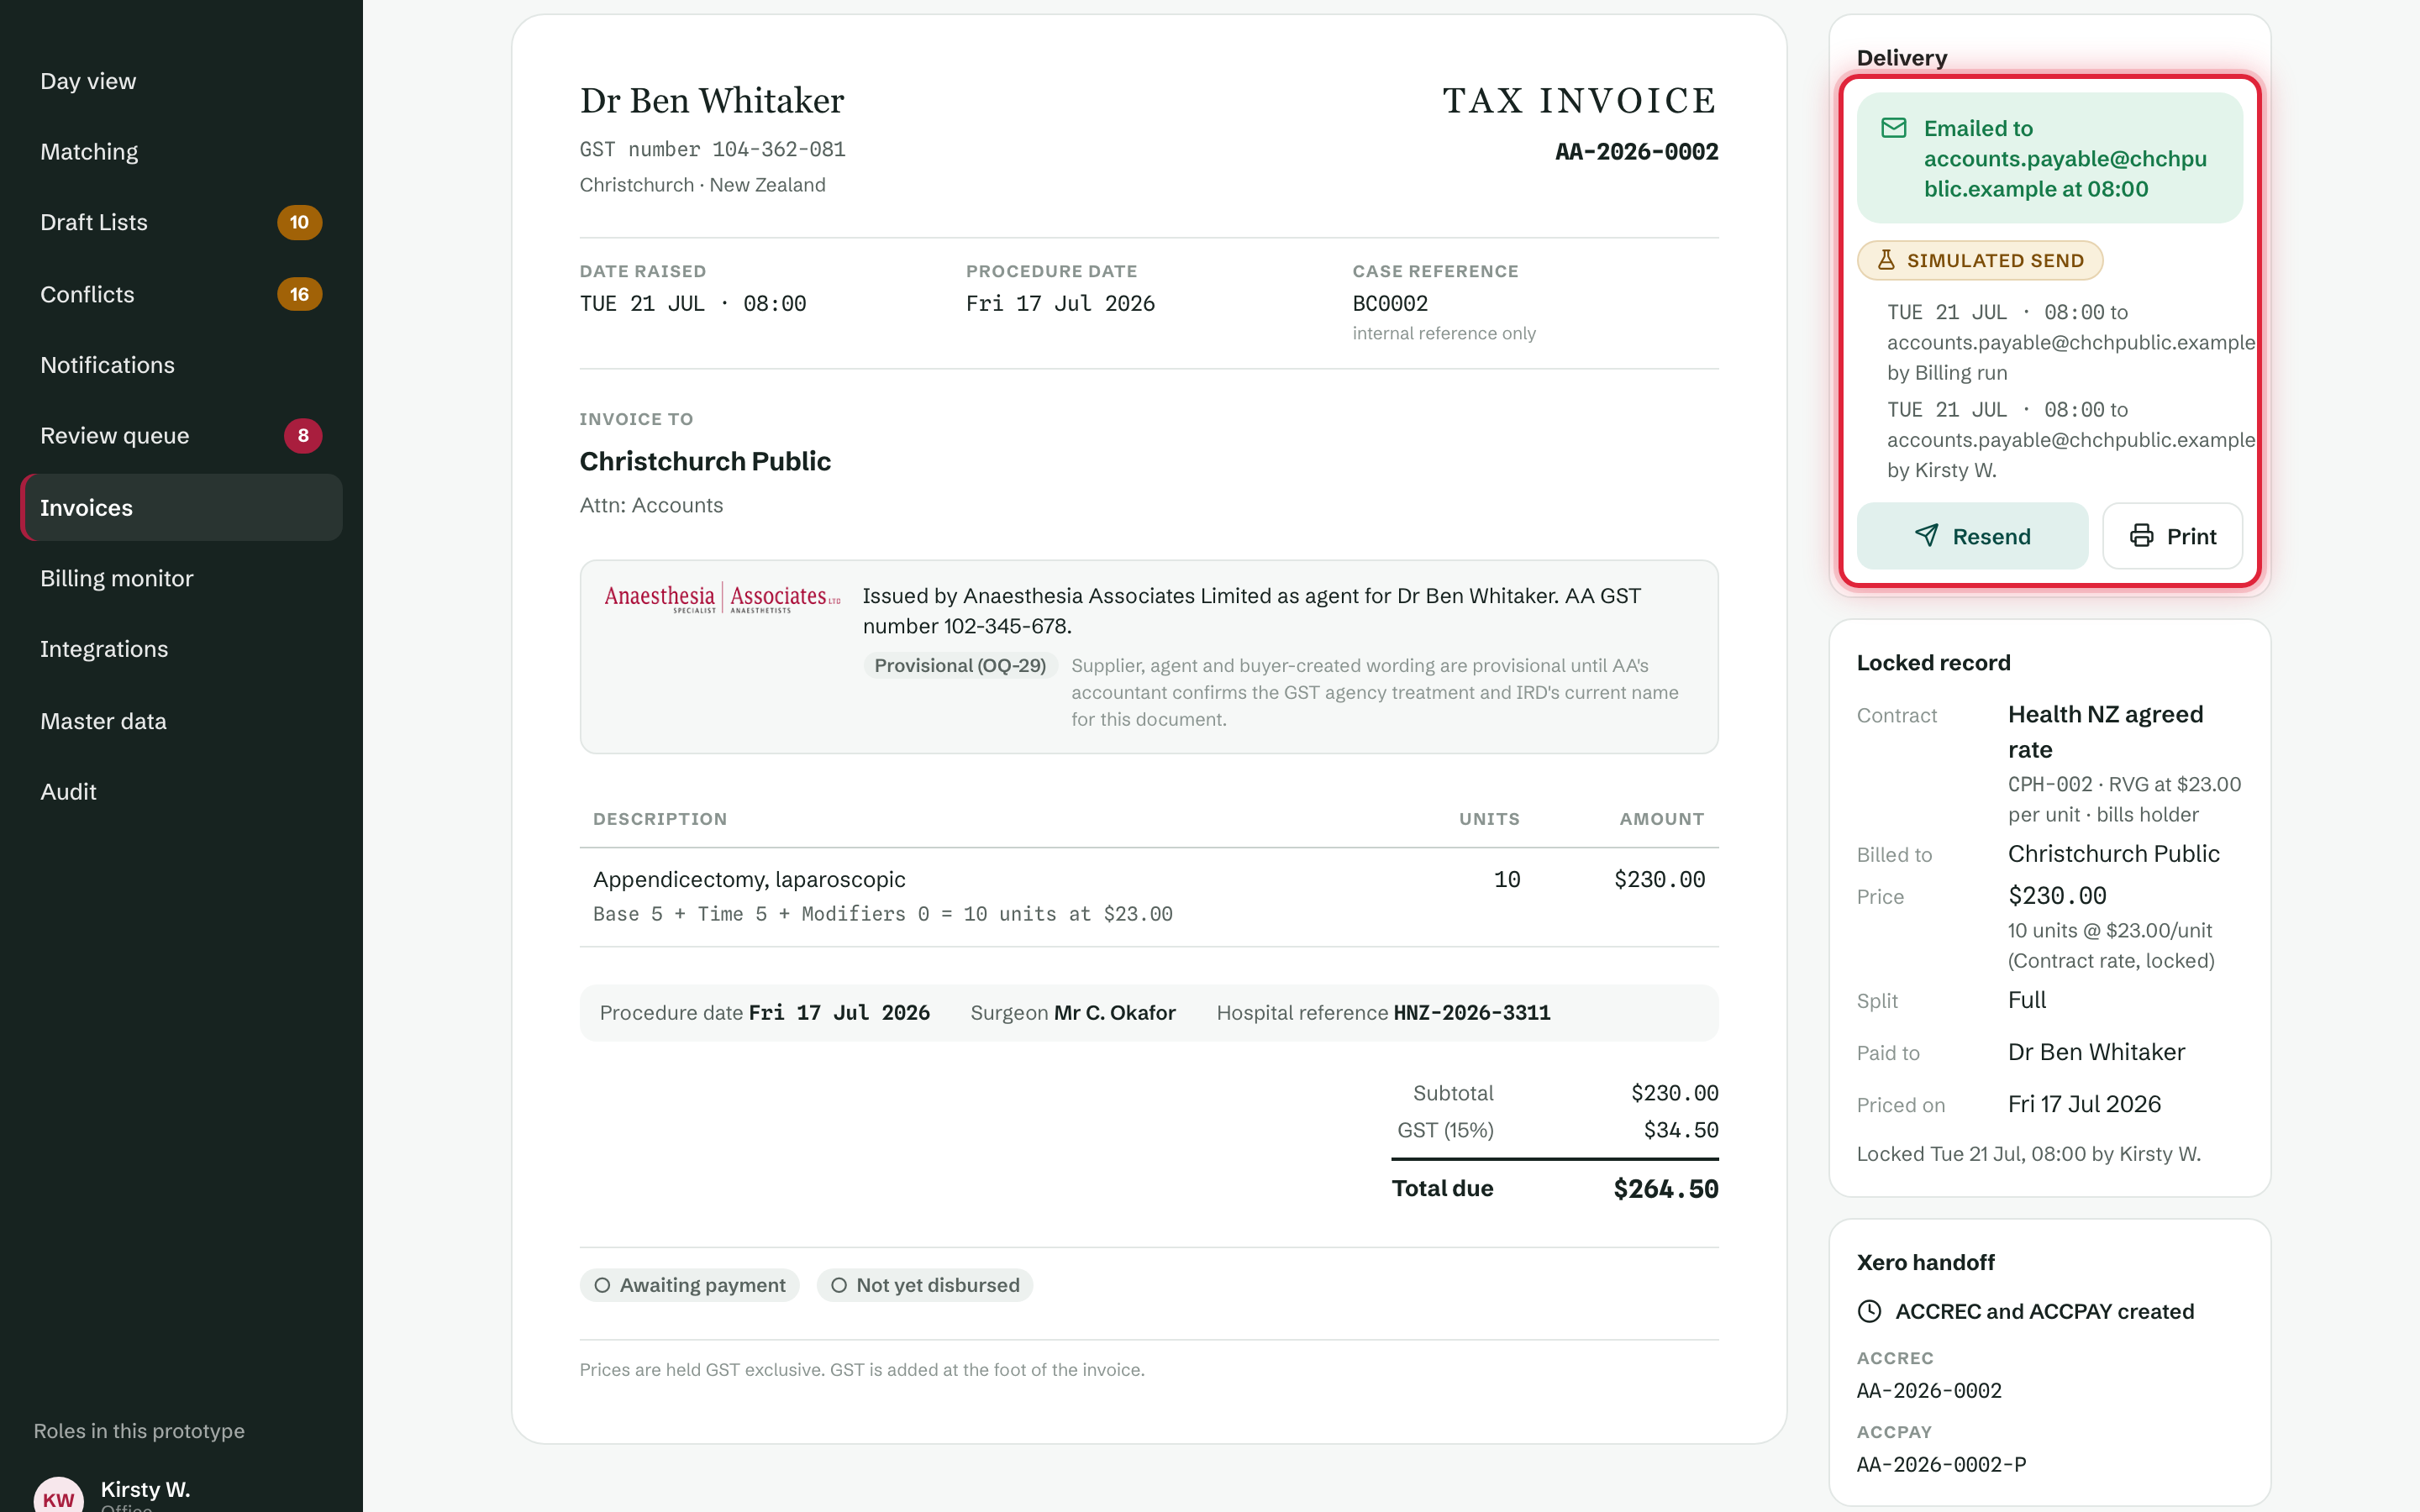 Day view
Matching
Draft Lists 10
Conflicts 16
Notifications
Review queue 8
Invoices
Billing monitor
Integrations
Master data
Audit
Roles in this prototype
KW Kirsty W.
Office
Dr Ben Whitaker
GST number 104-362-081
Christchurch · New Zealand
TAX INVOICE
AA-2026-0002
DATE RAISED
TUE 21 JUL · 08:00
PROCEDURE DATE
Fri 17 Jul 2026
CASE REFERENCE
BC0002
internal reference only
INVOICE TO
Christchurch Public
Attn: Accounts
Anaesthesia Associates LTD
SPECIALIST ANAESTHETISTS
Issued by Anaesthesia Associates Limited as agent for Dr Ben Whitaker. AA GST
number 102-345-678.
Provisional (OQ-29)
Supplier, agent and buyer-created wording are provisional until AA's
accountant confirms the GST agency treatment and IRD's current name
for this document.
DESCRIPTION UNITS AMOUNT
Appendicectomy, laparoscopic 10 $230.00
Base 5 + Time 5 + Modifiers 0 = 10 units at $23.00
Procedure date Fri 17 Jul 2026 Surgeon Mr C. Okafor Hospital reference HNZ-2026-3311
Subtotal $230.00
GST (15%) $34.50
Total due $264.50
Awaiting payment Not yet disbursed
Prices are held GST exclusive. GST is added at the foot of the invoice.
Delivery
Emailed to
accounts.payable@chchpu
blic.example at 08:00
SIMULATED SEND
TUE 21 JUL · 08:00 to
accounts.payable@chchpublic.example
by Billing run
TUE 21 JUL · 08:00 to
accounts.payable@chchpublic.example
by Kirsty W.
Resend Print
Locked record
Contract Health NZ agreed
rate
CPH-002 · RVG at $23.00
per unit · bills holder
Billed to Christchurch Public
Price $230.00
10 units @ $23.00/unit
(Contract rate, locked)
Split Full
Paid to Dr Ben Whitaker
Priced on Fri 17 Jul 2026
Locked Tue 21 Jul, 08:00 by Kirsty W.
Xero handoff
ACCREC and ACCPAY created
ACCREC
AA-2026-0002
ACCPAY
AA-2026-0002-P